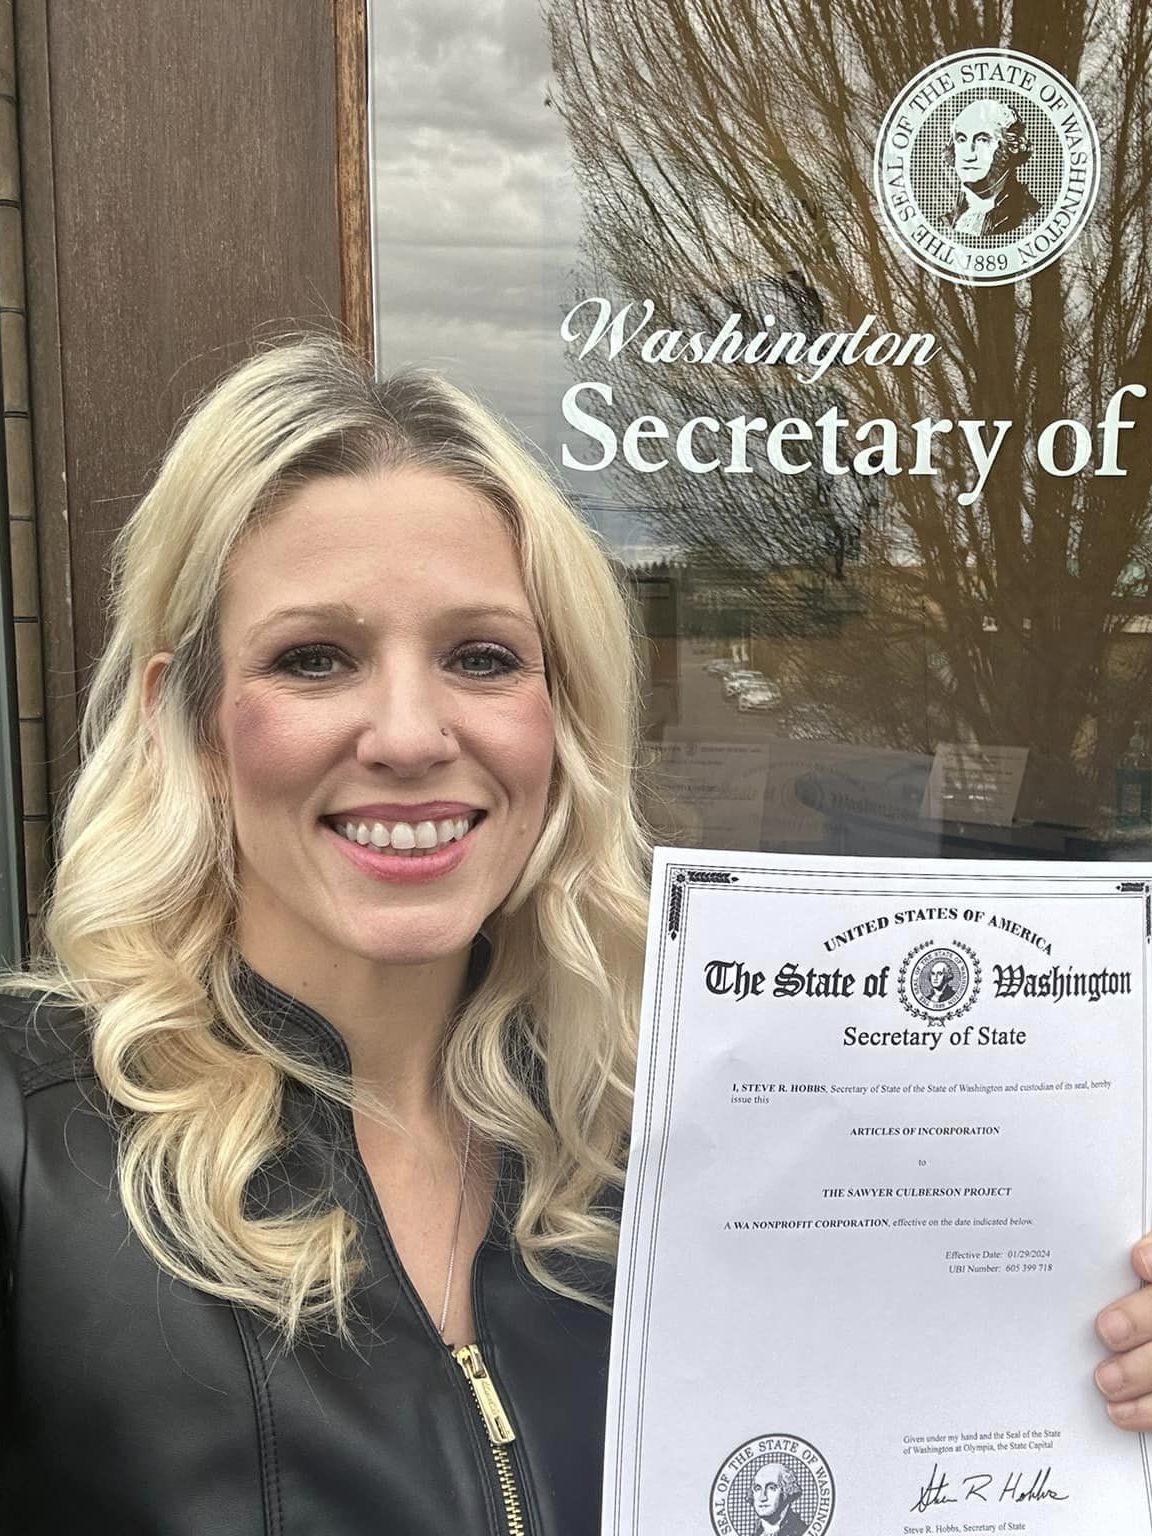 THE SEAL OF THE STATE OF WASHINGTON
1889
Washington
Secretary of
UNITED STATES OF AMERICA
The State of Washington
Secretary of State
I, STEVE R. HOBBS, Secretary of State of the State of Washington and custodian of its seal, hereby
issue this
ARTICLES OF INCORPORATION
to
THE SAWYER CULBERSON PROJECT
A WA NONPROFIT CORPORATION, effective on the date indicated below.
Effective Date: 01/29/2024
UBI Number: 605 399 718
Given under my hand and the Seal of the State
of Washington at Olympia, the State Capital
SEAL OF THE STATE OF WASHINGTON
Steve R Hobbs
Steve R. Hobbs, Secretary of State